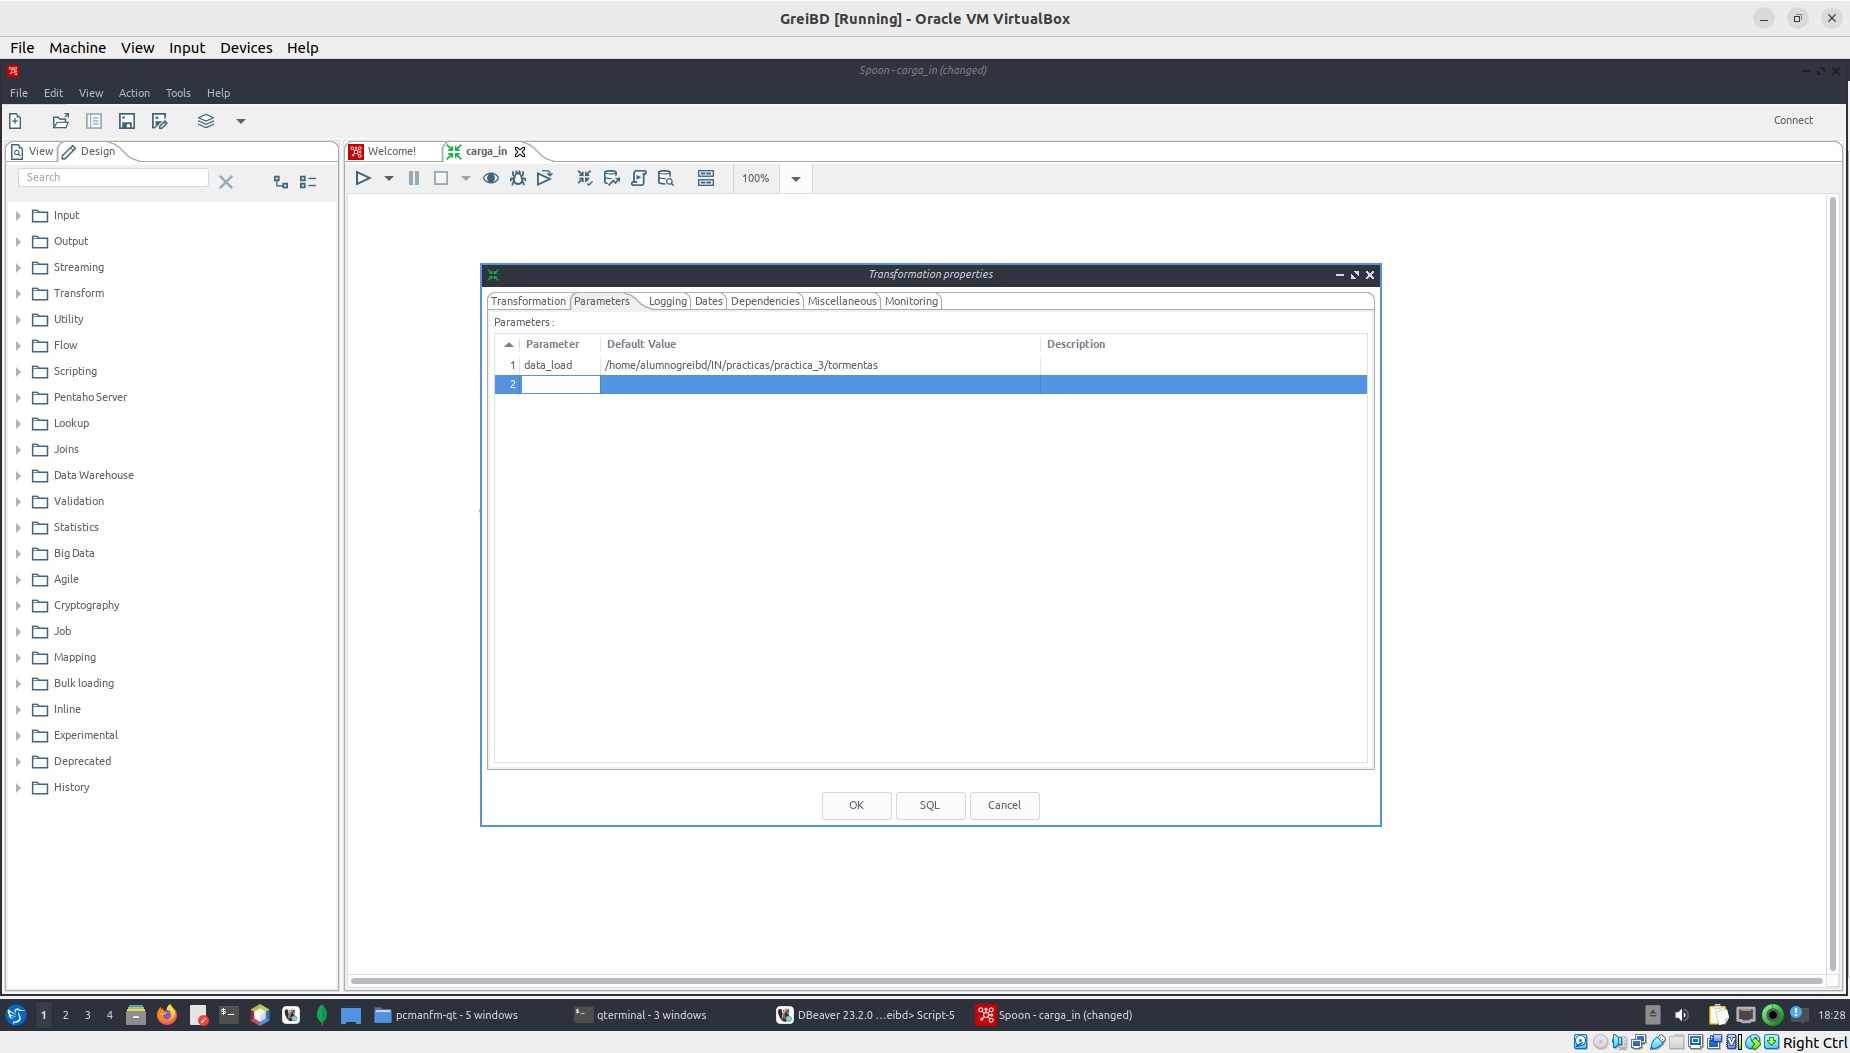 GreiBD [Running] - Oracle VM VirtualBox
File Machine View Input Devices Help
Spoon - carga_in (changed)
File Edit View Action Tools Help
Connect
View Design
Welcome! carga_in
Search
100%
Input
Output
Streaming
Transform
Utility
Flow
Scripting
Pentaho Server
Lookup
Joins
Data Warehouse
Validation
Statistics
Big Data
Agile
Cryptography
Job
Mapping
Bulk loading
Inline
Experimental
Deprecated
History
Transformation properties
Transformation Parameters Logging Dates Dependencies Miscellaneous Monitoring
Parameters :
Parameter Default Value Description
1 data_load /home/alumnogreibd/IN/practicas/practica_3/tormentas
2
OK SQL Cancel
1 2 3 4 pcmanfm-qt - 5 windows qterminal - 3 windows DBeaver 23.2.0 ...eibd> Script-5 Spoon - carga_in (changed) 18:28
Right Ctrl